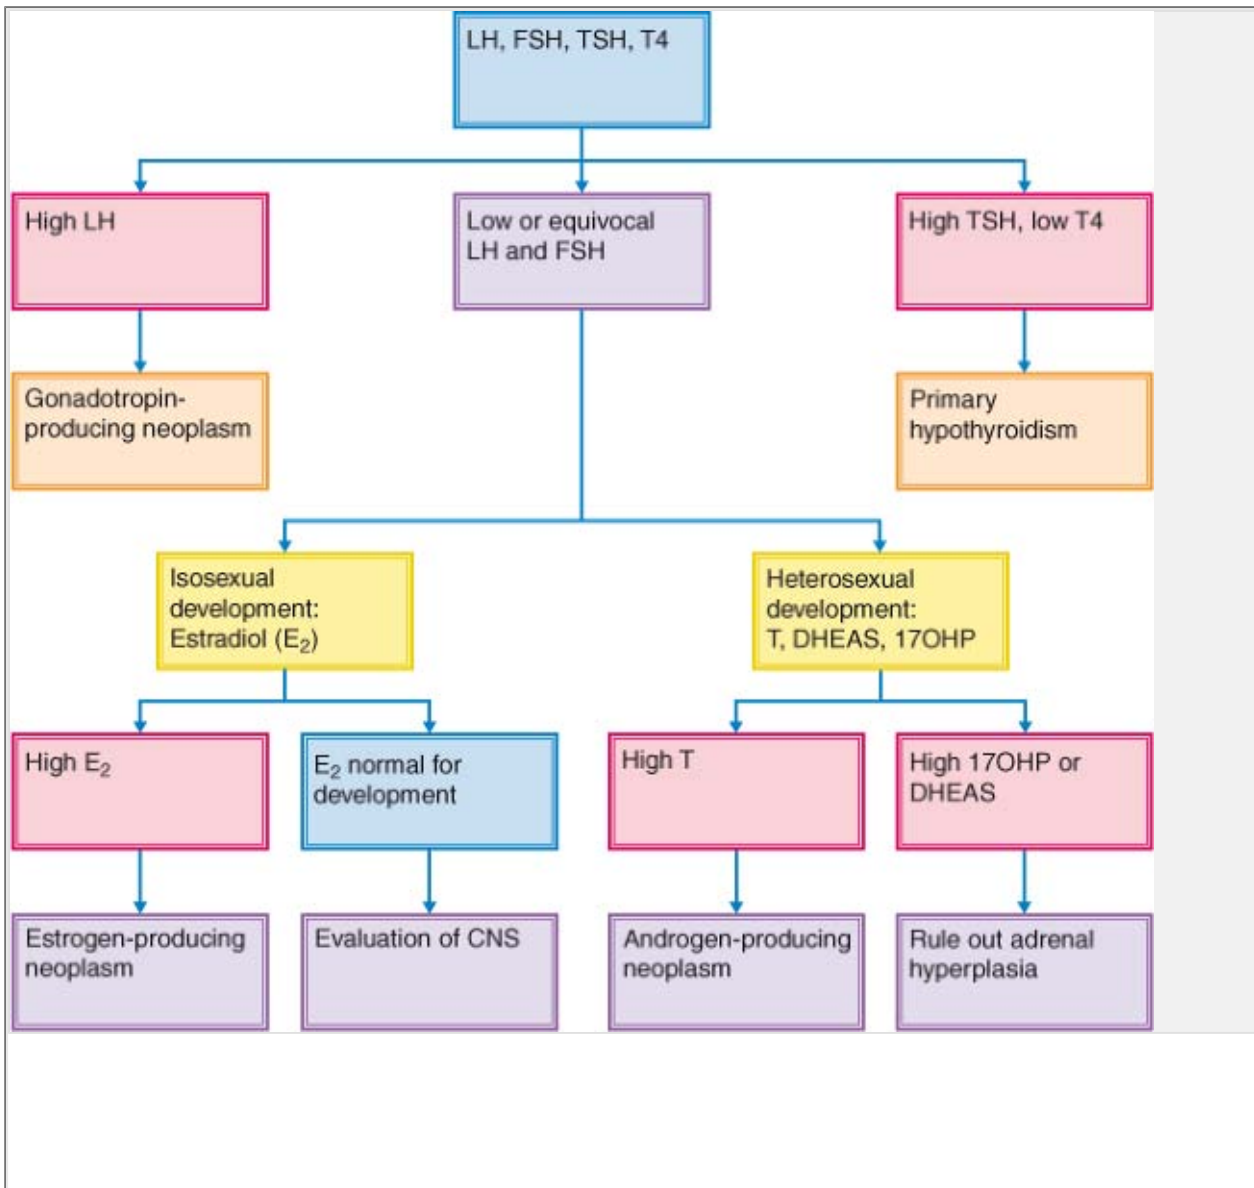 LH, FSH, TSH, T4
High LH
Low or equivocal
LH and FSH
High TSH, low T4
Gonadotropin-
producing neoplasm
Primary
hypothyroidism
Isosexual
development:
Estradiol (E₂)
Heterosexual
development:
T, DHEAS, 17OHP
High E₂
E₂ normal for
development
High T
High 17OHP or
DHEAS
Estrogen-producing
neoplasm
Evaluation of CNS
Androgen-producing
neoplasm
Rule out adrenal
hyperplasia